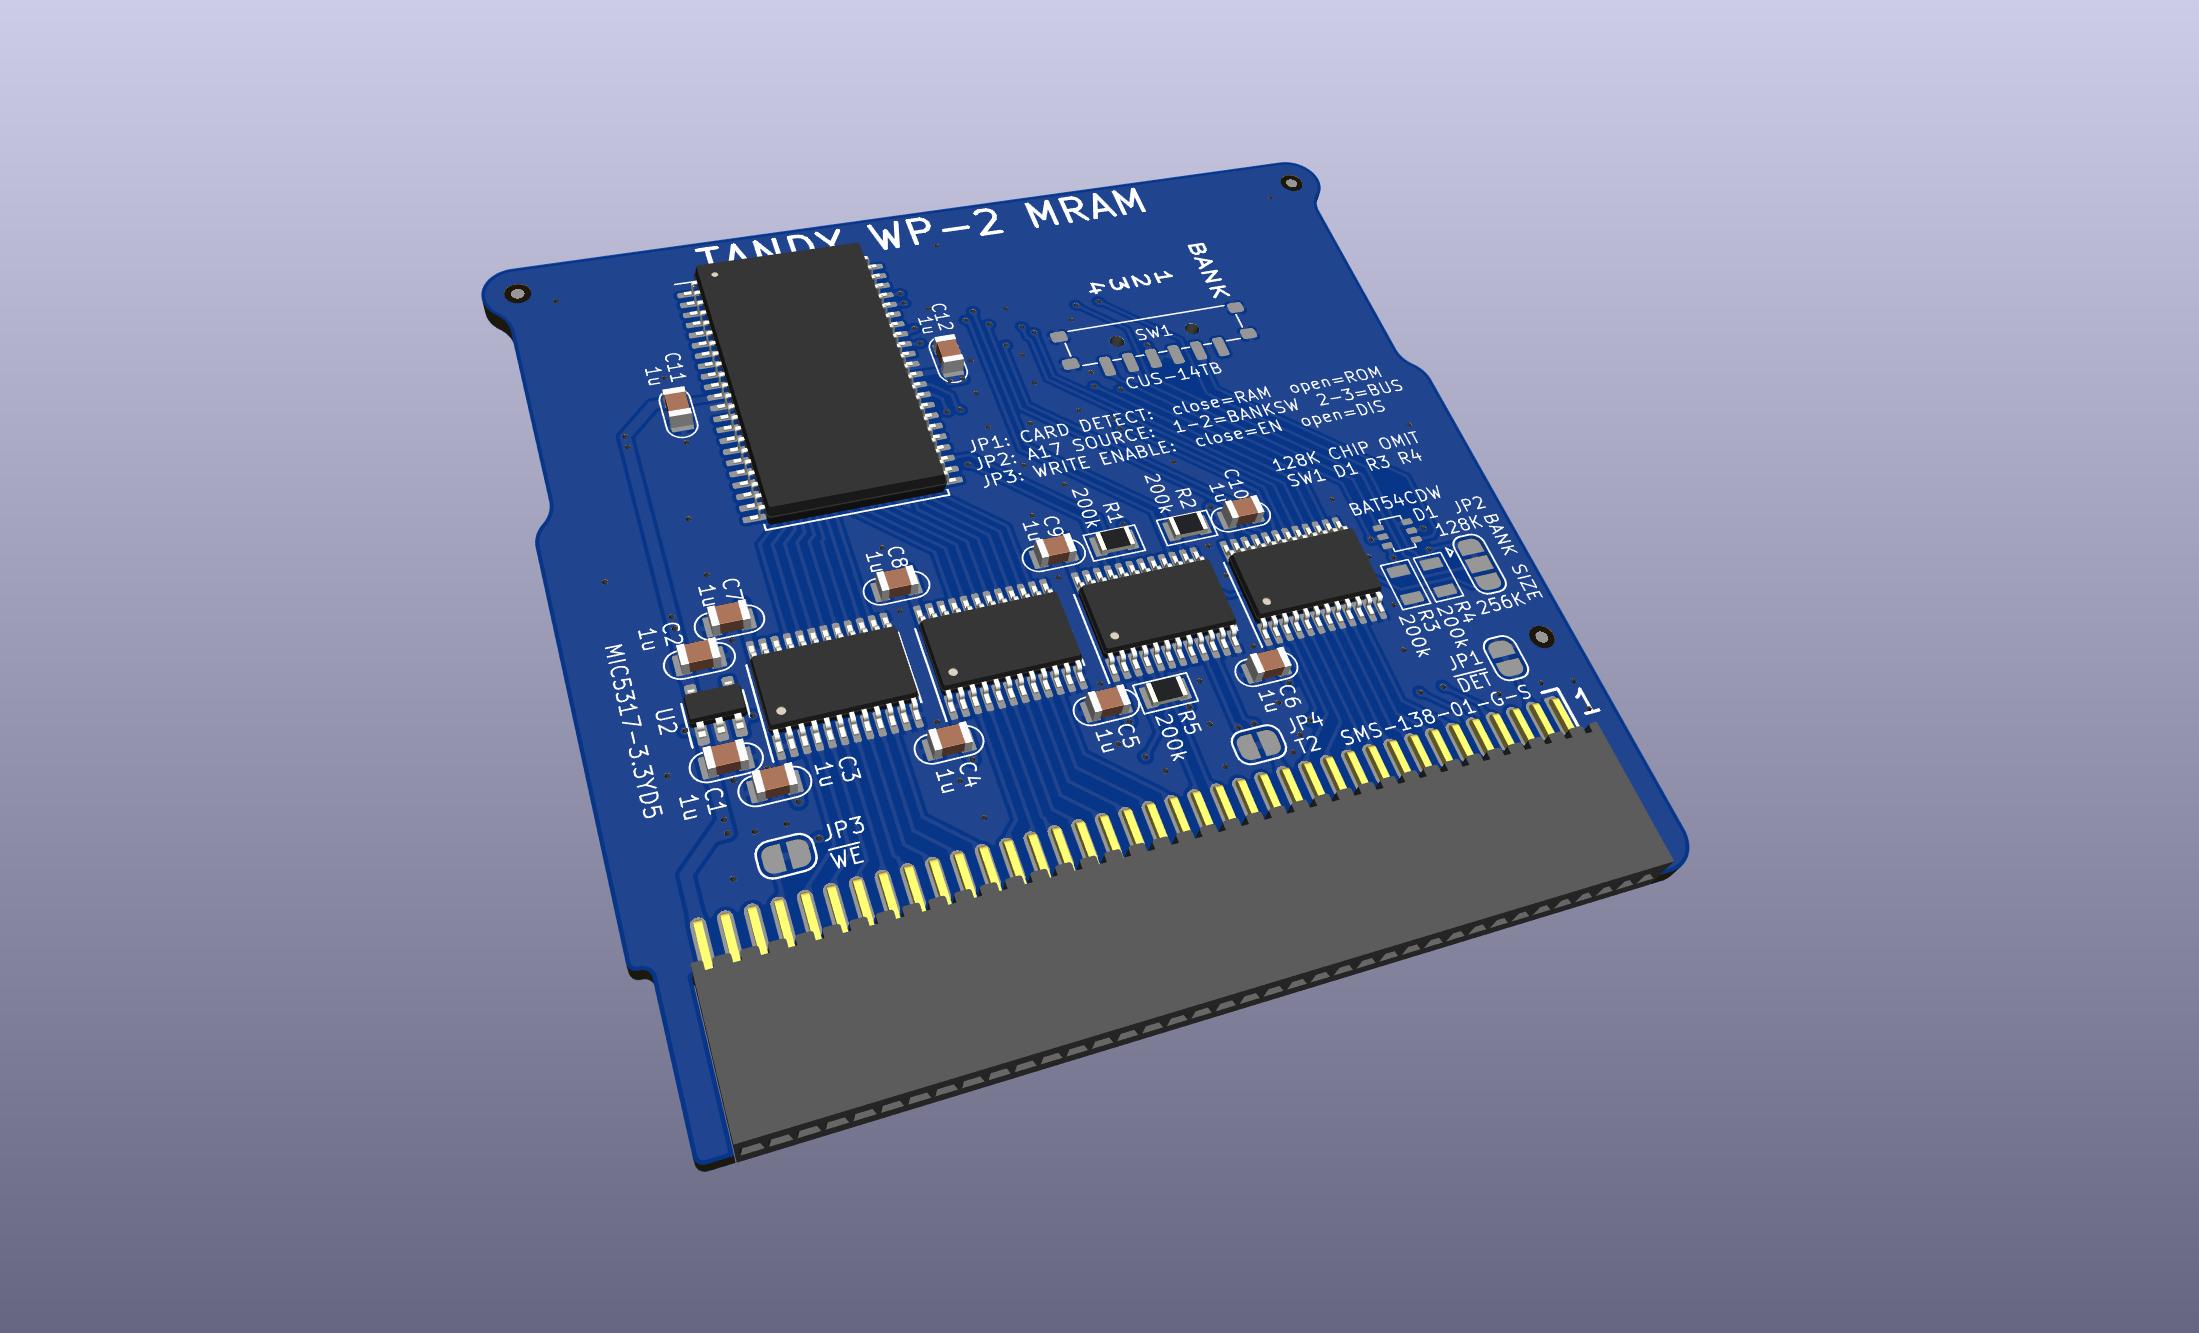 TANDY WP-2 MRAM
BANK
1234
SW1
CUS-14TB
C12
1u
C11
1u
JP1: CARD DETECT: close=RAM open=ROM
JP2: A17 SOURCE: 1-2=BANKSW 2-3=BUS
JP3: WRITE ENABLE: close=EN open=DIS
128K CHIP OMIT
SW1 D1 R3 R4
BAT54CDW
D1
JP2
128K
BANK SIZE
256K
R1
200k
R2
200k
C10
1u
C9
1u
C8
1u
C7
1u
C2
1u
R3
200k
R4
200k
JP1
DET
MIC5317-3.3YD5
U2
C1
1u
C3
1u
C4
1u
C5
1u
R5
200k
C6
1u
JP4
T2
SMS-138-01-G-S
1
JP3
WE